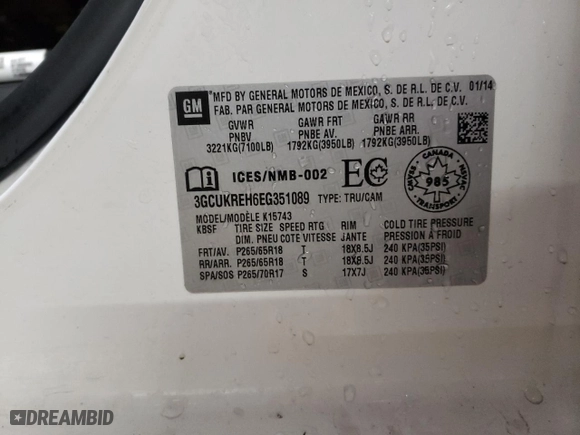 GM
MFD BY GENERAL MOTORS DE MEXICO, S. DE R.L. DE C.V. 01/14
FAB. PAR GENERAL MOTORS DE MEXICO, S. DE R.L. DE C.V.
GVWR GAWR FRT GAWR RR
PNBV PNBE AV. PNBE ARR.
3221KG(7100LB) 1792KG(3950LB) 1792KG(3950LB)
ICES/NMB-002 EC
CANADA
985
TRANSPORT
3GCUKREH6EG351089 TYPE: TRU/CAM
MODEL/MODÈLE K15743
KBSF TIRE SIZE SPEED RTG RIM COLD TIRE PRESSURE
DIM. PNEU COTE VITESSE JANTE PRESSION À FROID
FRT/AV. P265/65R18 T 18X8.5J 240 KPA(35PSI)
RR/ARR. P265/65R18 T 18X8.5J 240 KPA(35PSI)
SPA/SOS P265/70R17 S 17X7J 240 KPA(35PSI)
DREAMBID